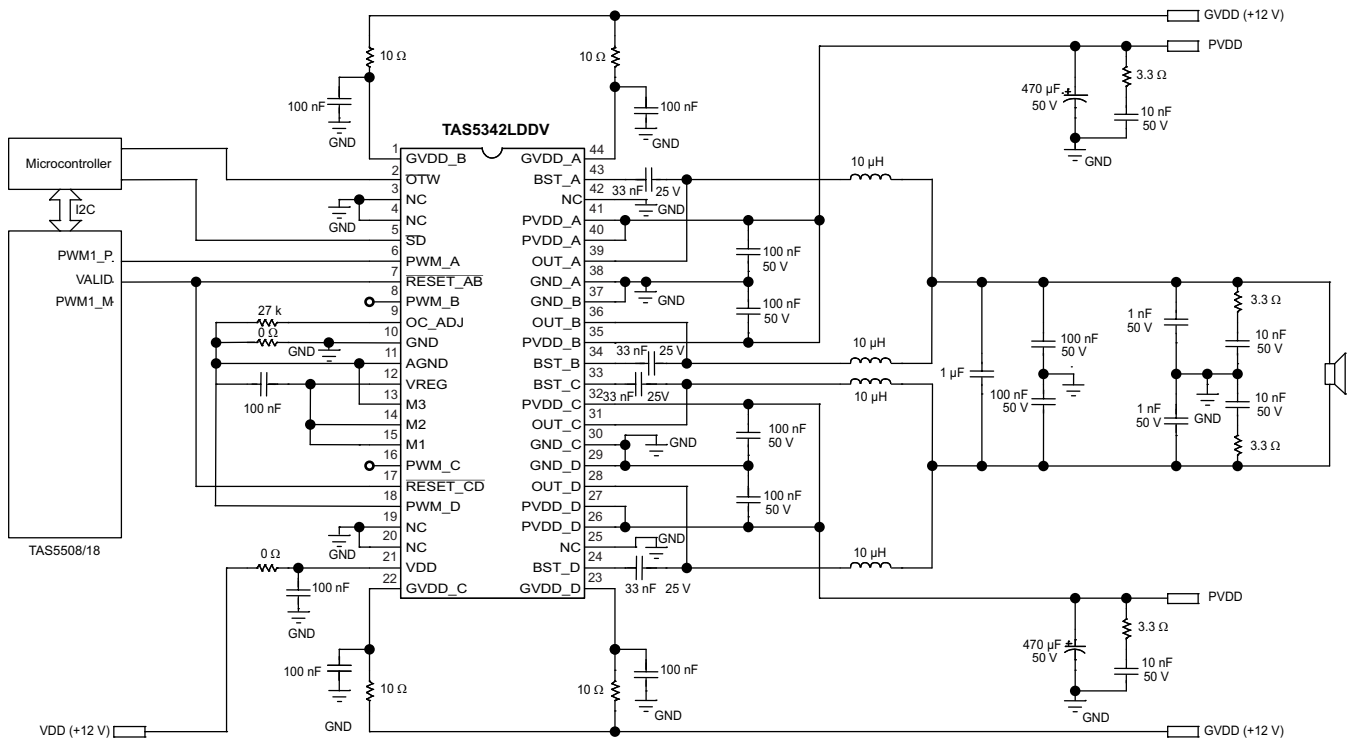 GVDD (+12 V)
PVDD
10 Ω
10 Ω
3.3 Ω
470 µF
50 V
10 nF
50 V
GND
100 nF
GND
100 nF
GND
TAS5342LDDV
Microcontroller
I2C
PWM1_P
VALID
PWM1_M
TAS5508/18
1
GVDD_B
2
OTW
3
NC
4
NC
5
SD
6
PWM_A
7
RESET_AB
8
PWM_B
9
OC_ADJ
10
GND
11
AGND
12
VREG
13
M3
14
M2
15
M1
16
PWM_C
17
RESET_CD
18
PWM_D
19
NC
20
NC
21
VDD
22
GVDD_C
44
GVDD_A
43
BST_A
42
NC
41
PVDD_A
40
PVDD_A
39
OUT_A
38
GND_A
37
GND_B
36
OUT_B
35
PVDD_B
34
BST_B
33
BST_C
32
PVDD_C
31
OUT_C
30
GND_C
29
GND_D
28
OUT_D
27
PVDD_D
26
PVDD_D
25
NC
24
BST_D
23
GVDD_D
GND
27 k
0 Ω
GND
100 nF
GND
0 Ω
100 nF
GND
33 nF 25 V
GND
100 nF
50 V
GND
100 nF
50 V
33 nF 25 V
33 nF 25V
100 nF
50 V
GND
100 nF
50 V
GND
33 nF 25 V
10 µH
10 µH
10 µH
10 µH
1 µF
100 nF
50 V
100 nF
50 V
1 nF
50 V
1 nF
50 V
GND
3.3 Ω
10 nF
50 V
10 nF
50 V
3.3 Ω
PVDD
3.3 Ω
470 µF
50 V
10 nF
50 V
GND
100 nF
10 Ω
GND
10 Ω
100 nF
GND
VDD (+12 V)
GVDD (+12 V)